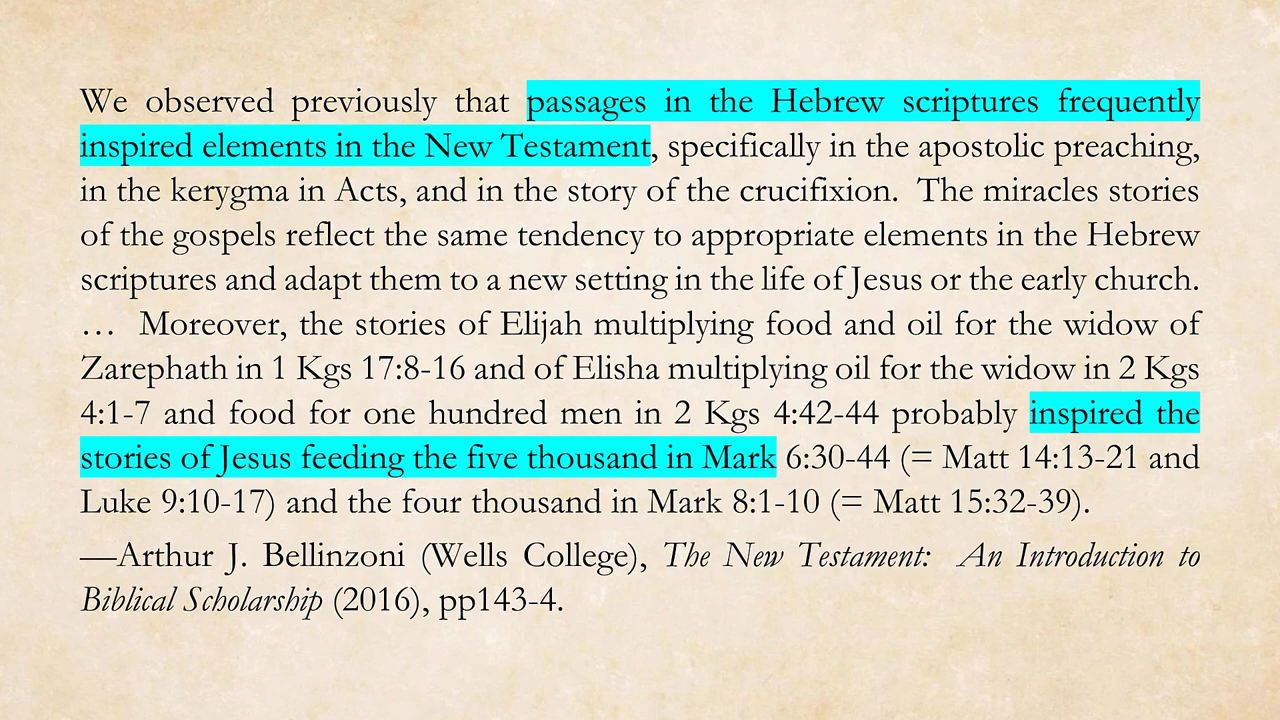 We observed previously that passages in the Hebrew scriptures frequently
inspired elements in the New Testament, specifically in the apostolic preaching,
in the kerygma in Acts, and in the story of the crucifixion.  The miracles stories
of the gospels reflect the same tendency to appropriate elements in the Hebrew
scriptures and adapt them to a new setting in the life of Jesus or the early church.
…  Moreover, the stories of Elijah multiplying food and oil for the widow of
Zarephath in 1 Kgs 17:8-16 and of Elisha multiplying oil for the widow in 2 Kgs
4:1-7 and food for one hundred men in 2 Kgs 4:42-44 probably inspired the
stories of Jesus feeding the five thousand in Mark 6:30-44 (= Matt 14:13-21 and
Luke 9:10-17) and the four thousand in Mark 8:1-10 (= Matt 15:32-39).
—Arthur J. Bellinzoni (Wells College), The New Testament:  An Introduction to
Biblical Scholarship (2016), pp143-4.